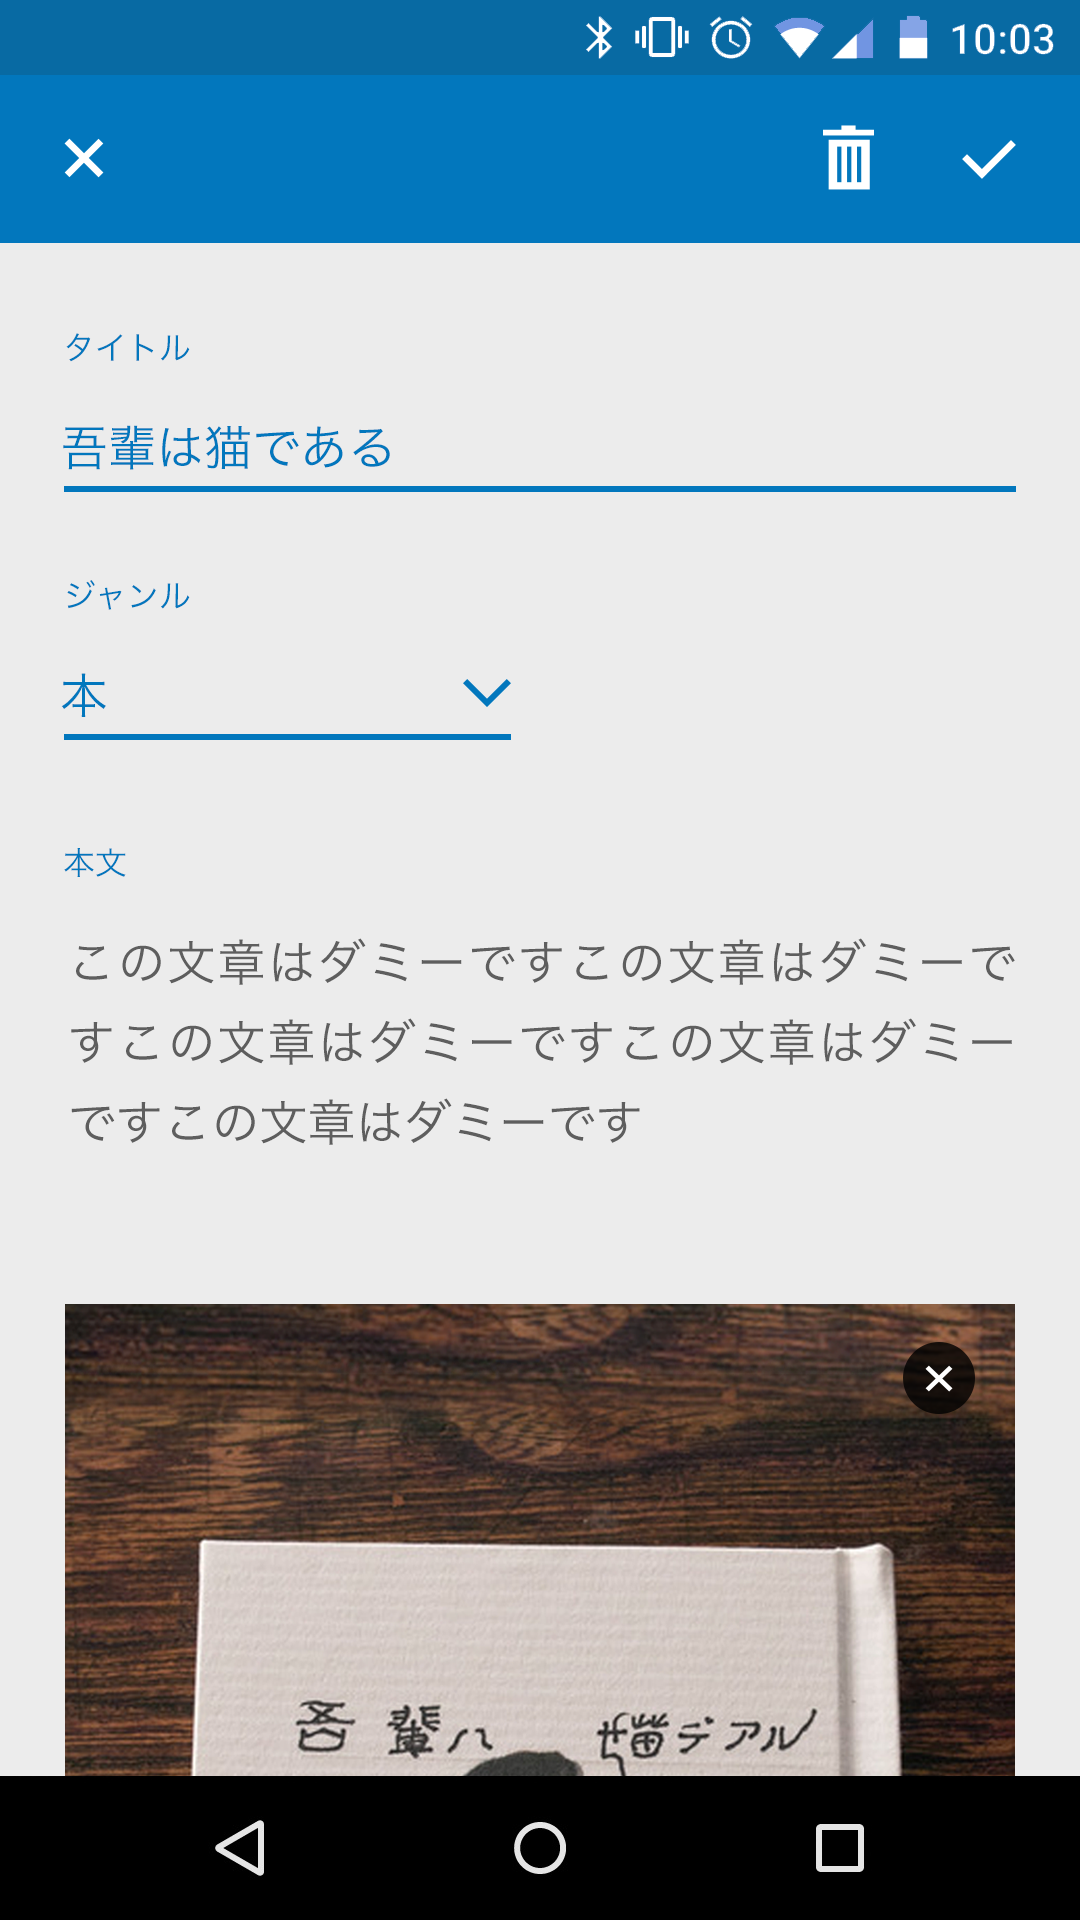 10:03
タイトル
吾輩は猫である
ジャンル
本
本文
この文章はダミーですこの文章はダミーで
すこの文章はダミーですこの文章はダミー
ですこの文章はダミーです
吾輩ハ 猫デアル